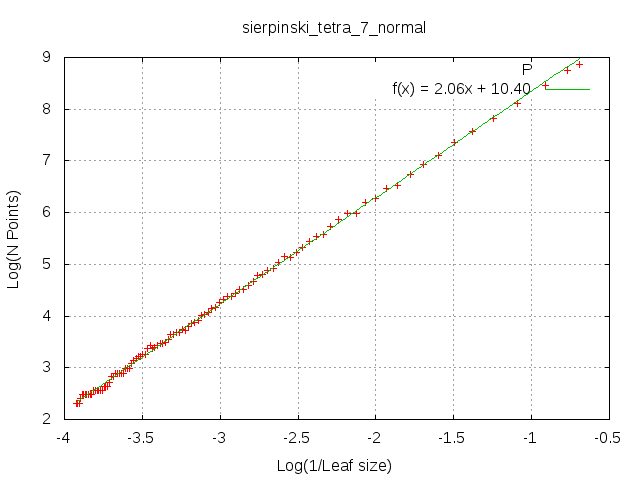 sierpinski_tetra_7_normal
9
8
7
6
5
4
3
2
P
f(x) = 2.06x + 10.40
Log(N Points)
-4 -3.5 -3 -2.5 -2 -1.5 -1 -0.5
Log(1/Leaf size)